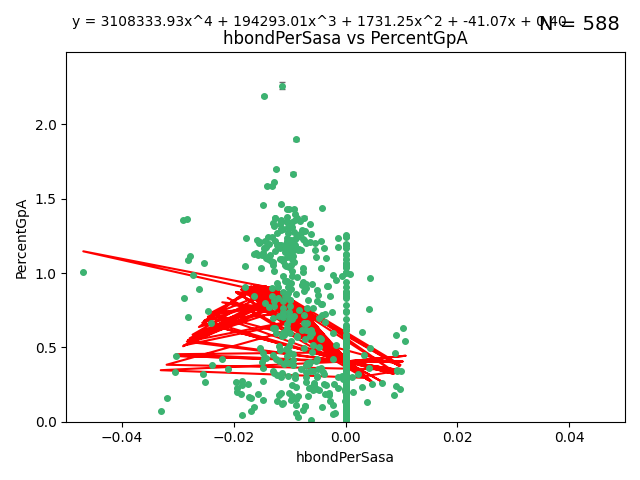 y = 3108333.93x^4 + 194293.01x^3 + 1731.25x^2 + -41.07x + 0.40
N = 588
hbondPerSasa vs PercentGpA
2.0
1.5
1.0
0.5
0.0
PercentGpA
−0.04
−0.02
0.00
0.02
0.04
hbondPerSasa